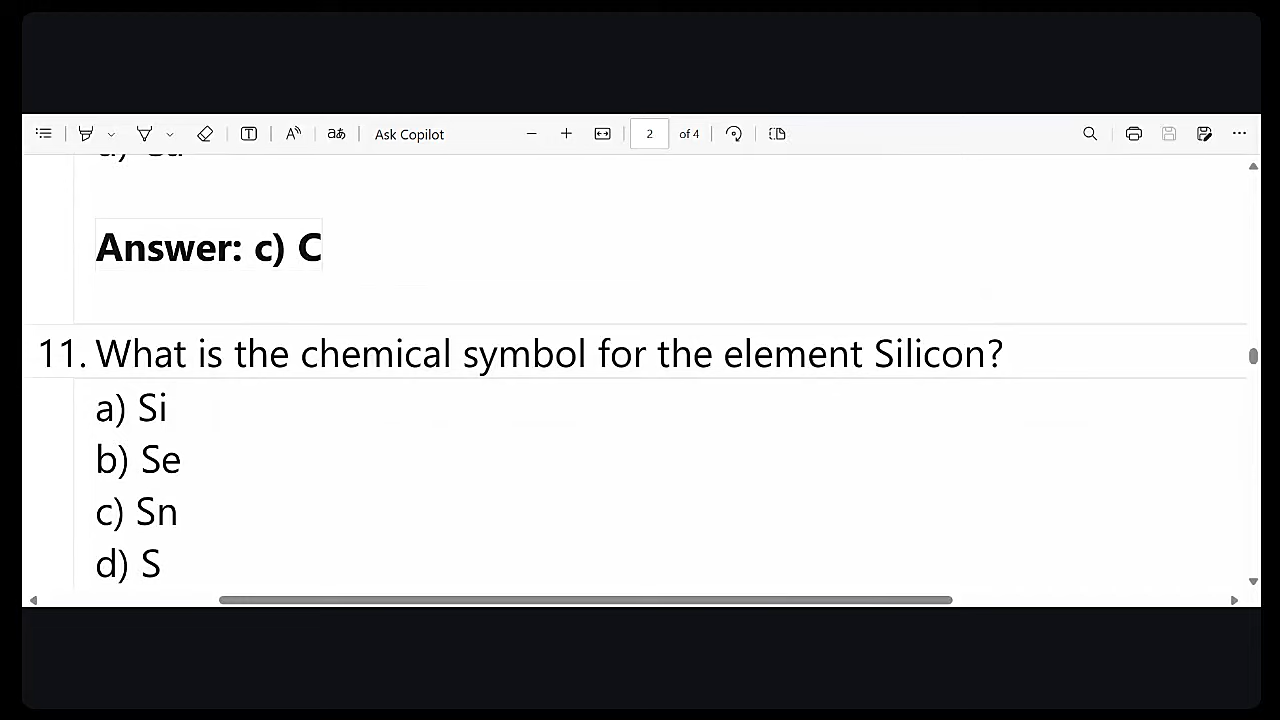 Ask Copilot
2
of 4
Answer: c) C
11. What is the chemical symbol for the element Silicon?
a) Si
b) Se
c) Sn
d) S